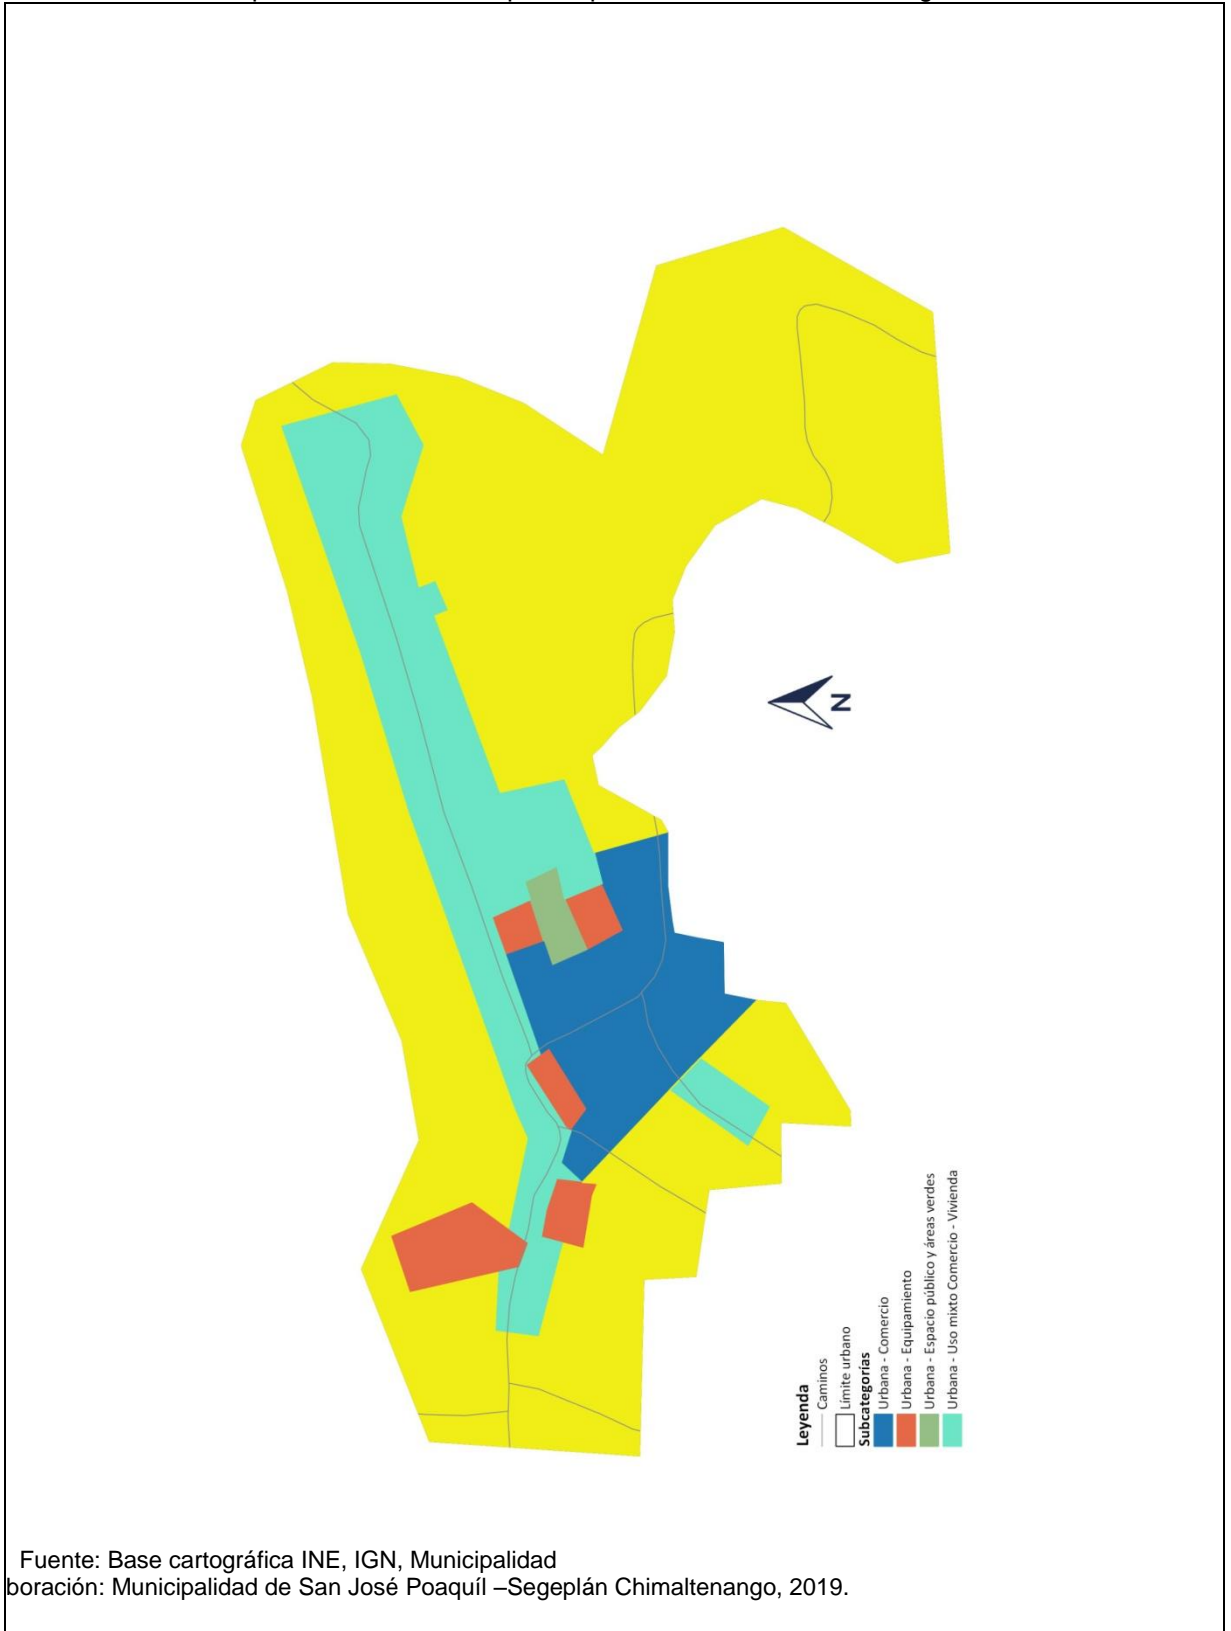 N
Leyenda
Caminos
Límite urbano
Subcategorías
Urbana - Comercio
Urbana - Equipamiento
Urbana - Espacio público y áreas verdes
Urbana - Uso mixto Comercio - Vivienda
Fuente: Base cartográfica INE, IGN, Municipalidad
boración: Municipalidad de San José Poaquíl –Segeplán Chimaltenango, 2019.